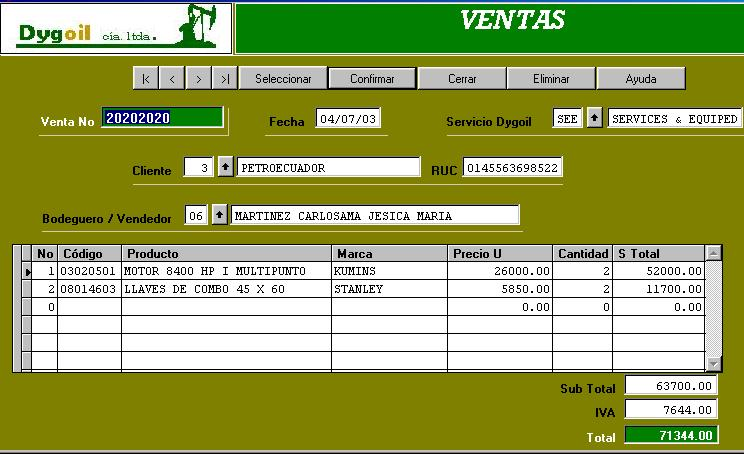 Dygoil cía. ltda.
VENTAS
|< < > >| Seleccionar Confirmar Cerrar Eliminar Ayuda
Venta No 20202020 Fecha 04/07/03 Servicio Dygoil SEE SERVICES & EQUIPED
Cliente 3 PETROECUADOR RUC 0145563698522
Bodeguero / Vendedor 06 MARTINEZ CARLOSAMA JESICA MARIA
No Código Producto Marca Precio U Cantidad S Total
1 03020501 MOTOR 8400 HP I MULTIPUNTO KUMINS 26000.00 2 52000.00
2 08014603 LLAVES DE COMBO 45 X 60 STANLEY 5850.00 2 11700.00
0 0.00 0 0.00
Sub Total 63700.00
IVA 7644.00
Total 71344.00